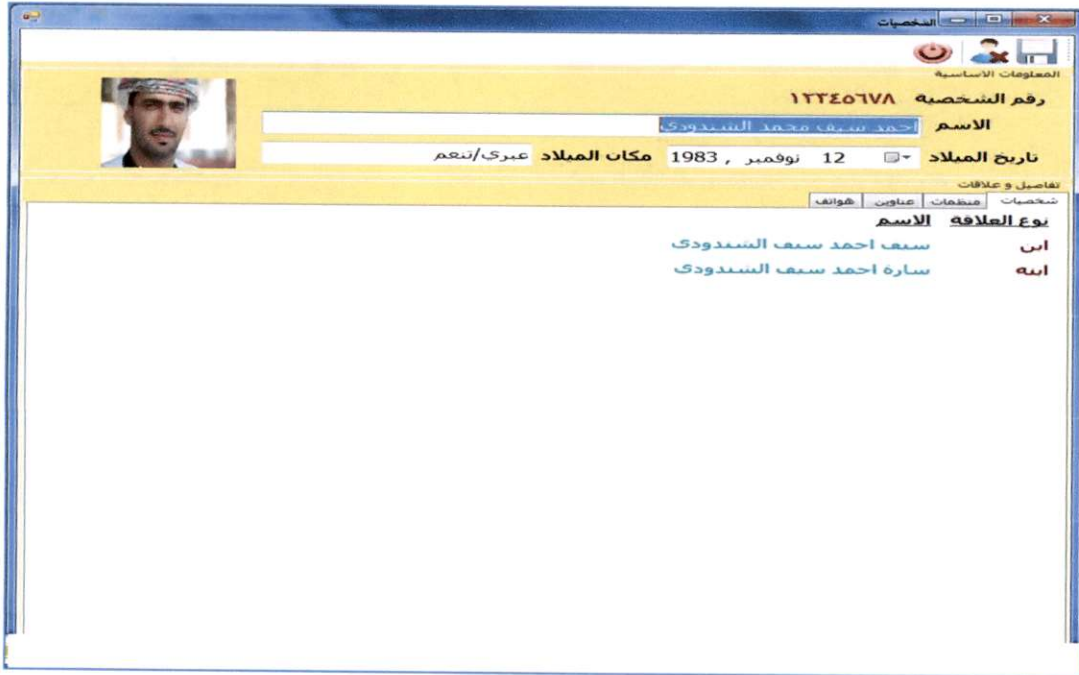 الشخصيات
المعلومات الاساسية
رقم الشخصية ١٢٣٤٥٦٧٨
الاسم احمد سيف محمد الشندودي
تاريخ الميلاد 12 نوفمبر , 1983 مكان الميلاد عبري/تنعم
تفاصيل و علاقات
شخصيات منظمات عناوين هواتف
نوع العلاقة الاسم
ابن سيف احمد سيف الشندودي
ابنه سارة احمد سيف الشندودي